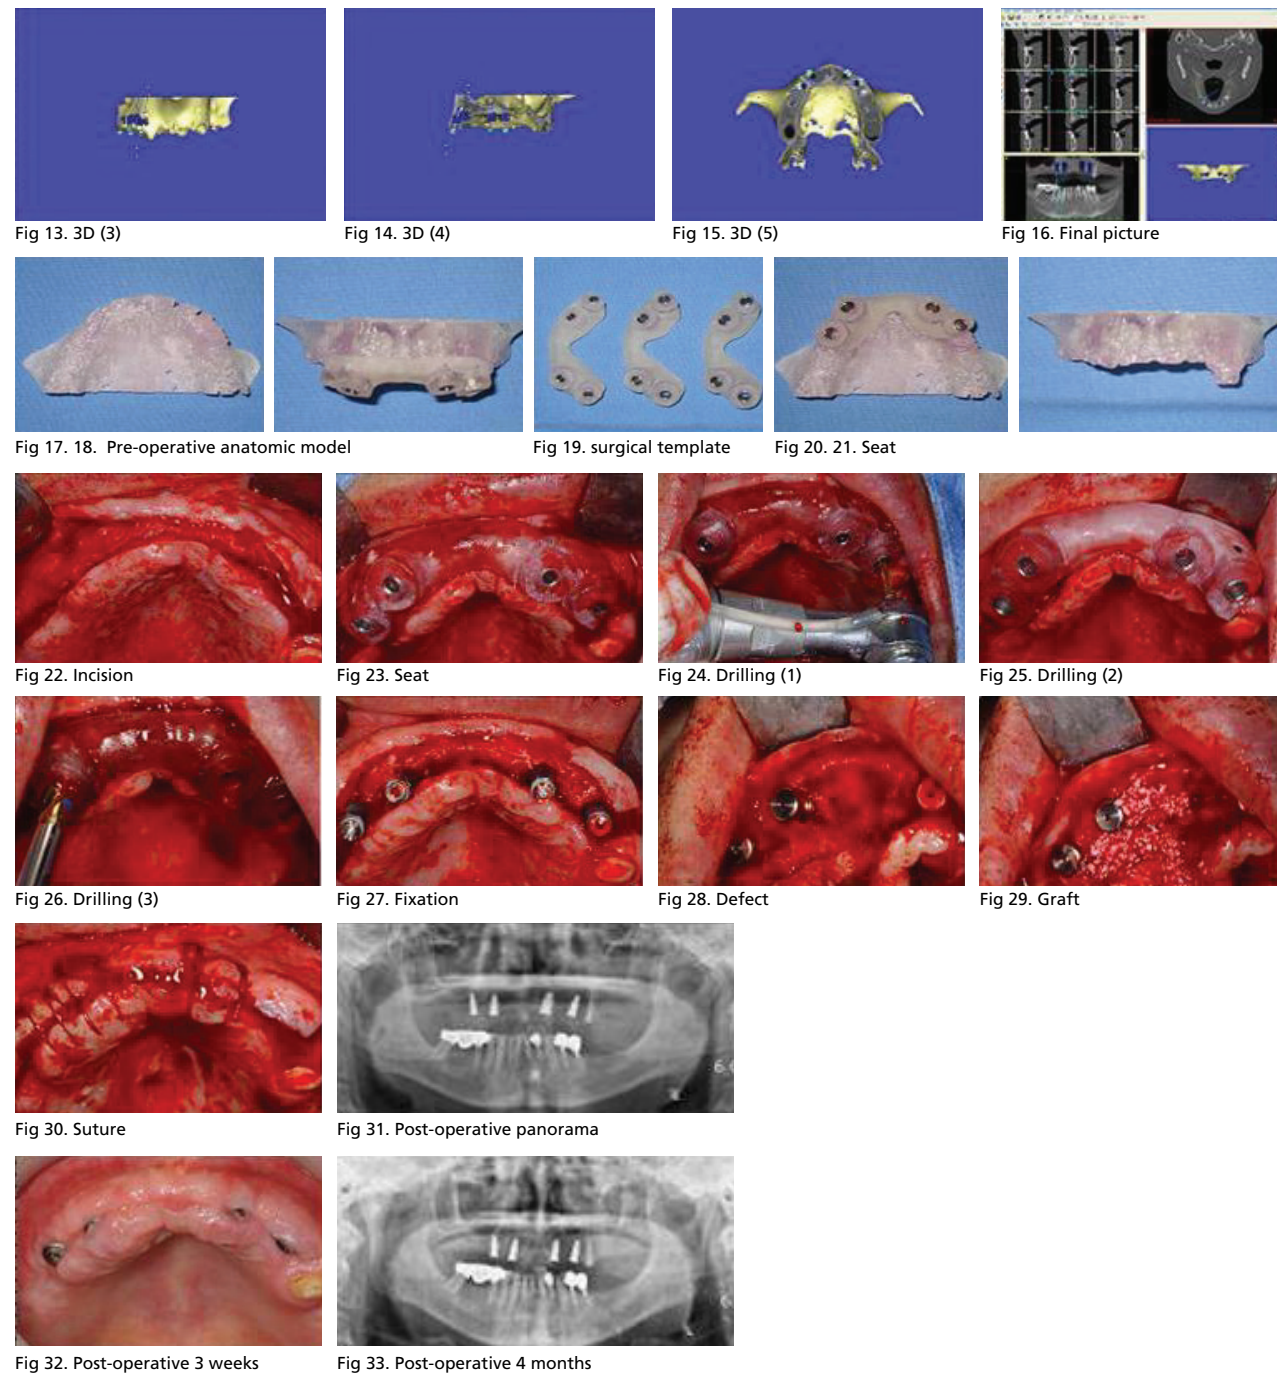 Fig 13. 3D (3)
Fig 14. 3D (4)
Fig 15. 3D (5)
Fig 16. Final picture
Fig 17. 18. Pre-operative anatomic model
Fig 19. surgical template
Fig 20. 21. Seat
Fig 22. Incision
Fig 23. Seat
Fig 24. Drilling (1)
Fig 25. Drilling (2)
Fig 26. Drilling (3)
Fig 27. Fixation
Fig 28. Defect
Fig 29. Graft
Fig 30. Suture
Fig 31. Post-operative panorama
Fig 32. Post-operative 3 weeks
Fig 33. Post-operative 4 months